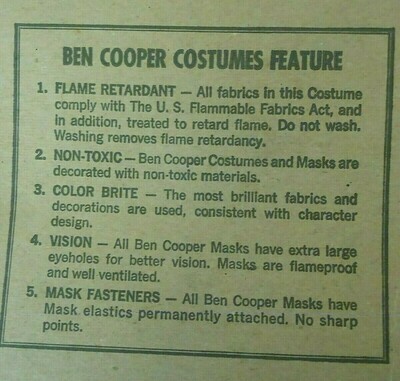 BEN COOPER COSTUMES FEATURE
1. FLAME RETARDANT — All fabrics in this Costume
comply with The U. S. Flammable Fabrics Act, and
in addition, treated to retard flame. Do not wash.
Washing removes flame retardancy.
2. NON-TOXIC — Ben Cooper Costumes and Masks are
decorated with non-toxic materials.
3. COLOR BRITE — The most brilliant fabrics and
decorations are used, consistent with character
design.
4. VISION — All Ben Cooper Masks have extra large
eyeholes for better vision. Masks are flameproof
and well ventilated.
5. MASK FASTENERS — All Ben Cooper Masks have
Mask elastics permanently attached. No sharp
points.